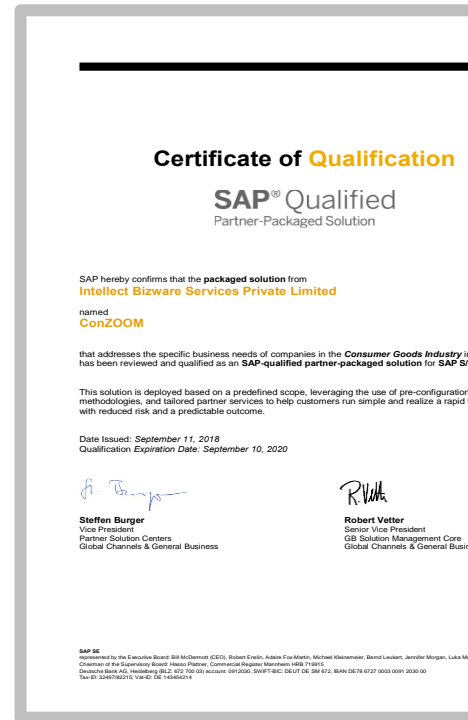 Certificate of Qualification
SAP® Qualified
Partner-Packaged Solution
SAP hereby confirms that the packaged solution from
Intellect Bizware Services Private Limited
named
ConZOOM
that addresses the specific business needs of companies in the Consumer Goods Industry
has been reviewed and qualified as an SAP-qualified partner-packaged solution for SAP S/
This solution is deployed based on a predefined scope, leveraging the use of pre-configuration
methodologies, and tailored partner services to help customers run simple and realize a rapid
with reduced risk and a predictable outcome.
Date Issued: September 11, 2018
Qualification Expiration Date: September 10, 2020
Steffen Burger
Vice President
Partner Solution Centers
Global Channels & General Business
Robert Vetter
Senior Vice President
GB Solution Management Core
Global Channels & General Busin
SAP SE
represented by the Executive Board: Bill McDermott (CEO), Robert Enslin, Adaire Fox-Martin, Michael Kleinemeier, Bernd Leukert, Jennifer Morgan, Luka
Chairman of the Supervisory Board: Hasso Plattner, Commercial Register Mannheim HRB 719915
Deutsche Bank AG, Heidelberg (BLZ: 672 700 03) account: 0912030, SWIFT-BIC: DEUT DE SM 672, IBAN DE78 6727 0003 0091 2030 00
Tax-ID: 32497/82215; Vat-ID: DE 143454214